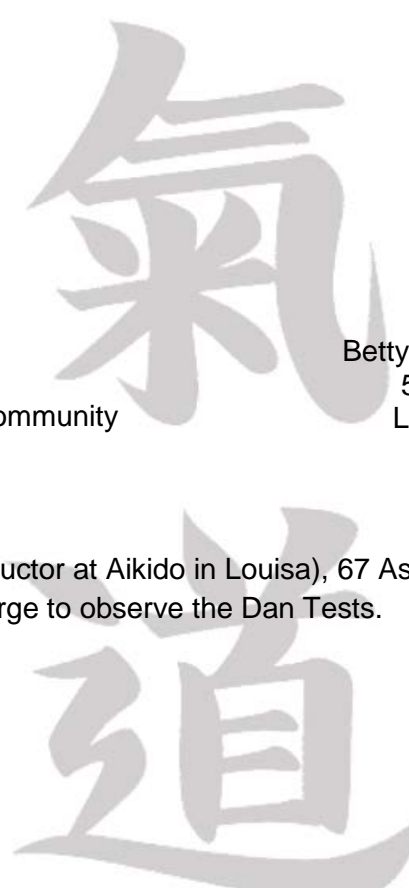 氣
Betty
5
ommunity L
uctor at Aikido in Louisa), 67 As
rge to observe the Dan Tests.
道